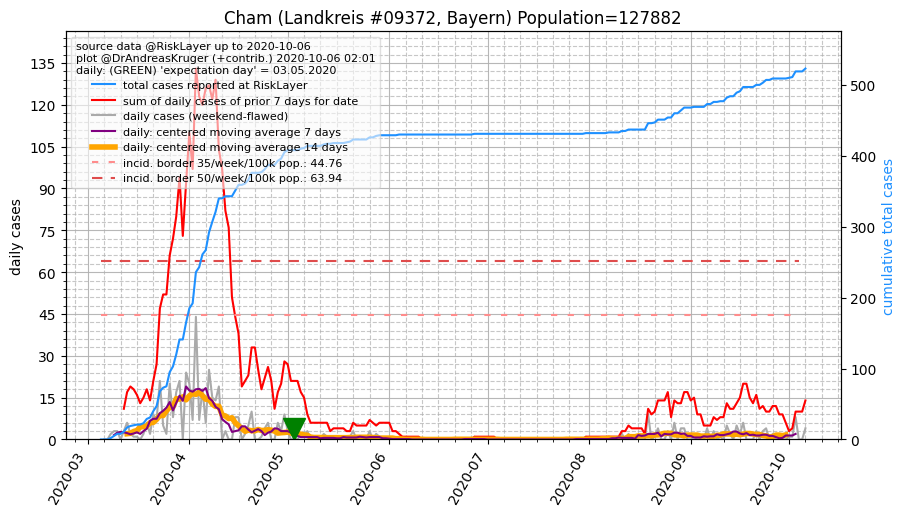 Cham (Landkreis #09372, Bayern) Population=127882
source data @RiskLayer up to 2020-10-06
plot @DrAndreasKruger (+contrib.) 2020-10-06 02:01
daily: (GREEN) 'expectation day' = 03.05.2020
total cases reported at RiskLayer
sum of daily cases of prior 7 days for date
daily cases (weekend-flawed)
daily: centered moving average 7 days
daily: centered moving average 14 days
incid. border 35/week/100k pop.: 44.76
incid. border 50/week/100k pop.: 63.94
daily cases
135
120
105
90
75
60
45
30
15
0
cumulative total cases
500
400
300
200
100
0
2020-03
2020-04
2020-05
2020-06
2020-07
2020-08
2020-09
2020-10